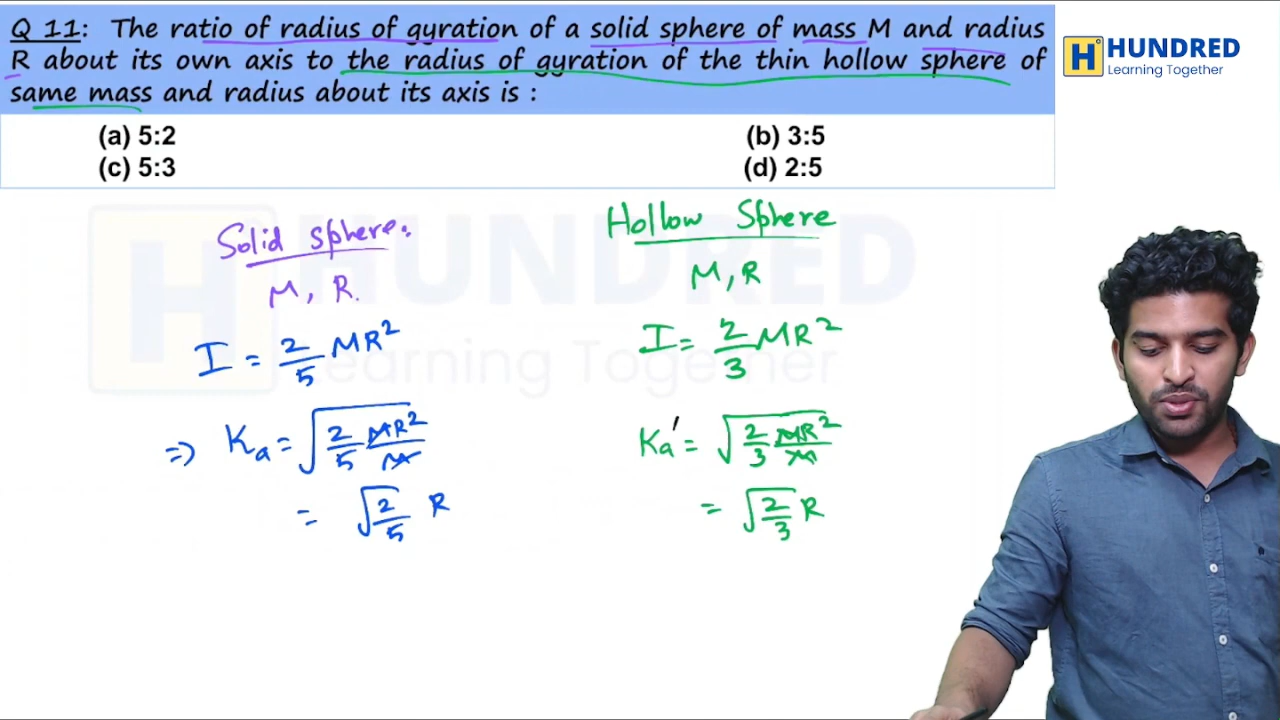 Q 11: The ratio of radius of gyration of a solid sphere of mass M and radius
R about its own axis to the radius of gyration of the thin hollow sphere of
same mass and radius about its axis is :
H° HUNDRED
Learning Together
(a) 5:2
(b) 3:5
(c) 5:3
(d) 2:5
H HUNDRED
Learning Together
Solid sphere:
M, R.
I = 2/5 MR²
⇒ Ka = √(2/5 MR²/M)
= √(2/5) R
Hollow Sphere
M, R
I = 2/3 MR²
Ka' = √(2/3 MR²/M)
= √(2/3) R